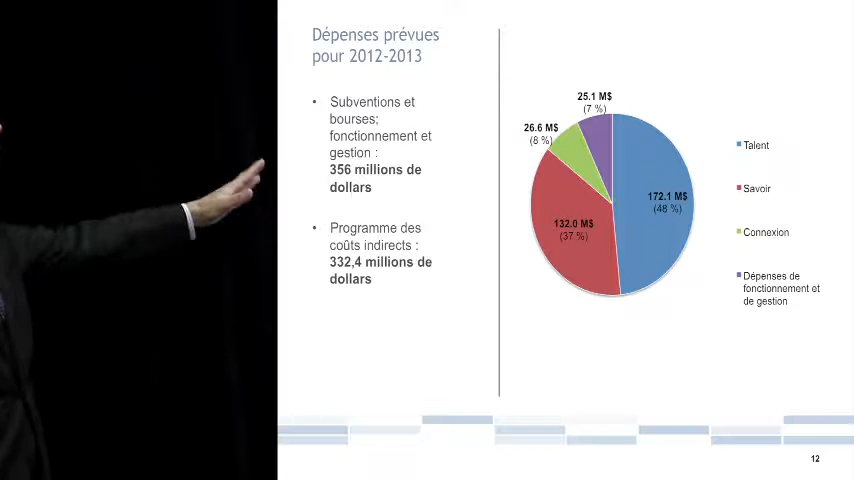 Dépenses prévues
pour 2012-2013
• Subventions et
bourses;
fonctionnement et
gestion :
356 millions de
dollars
• Programme des
coûts indirects :
332,4 millions de
dollars
25.1 M$
(7 %)
26.6 M$
(8 %)
172.1 M$
(48 %)
132.0 M$
(37 %)
Talent
Savoir
Connexion
Dépenses de
fonctionnement et
de gestion
12